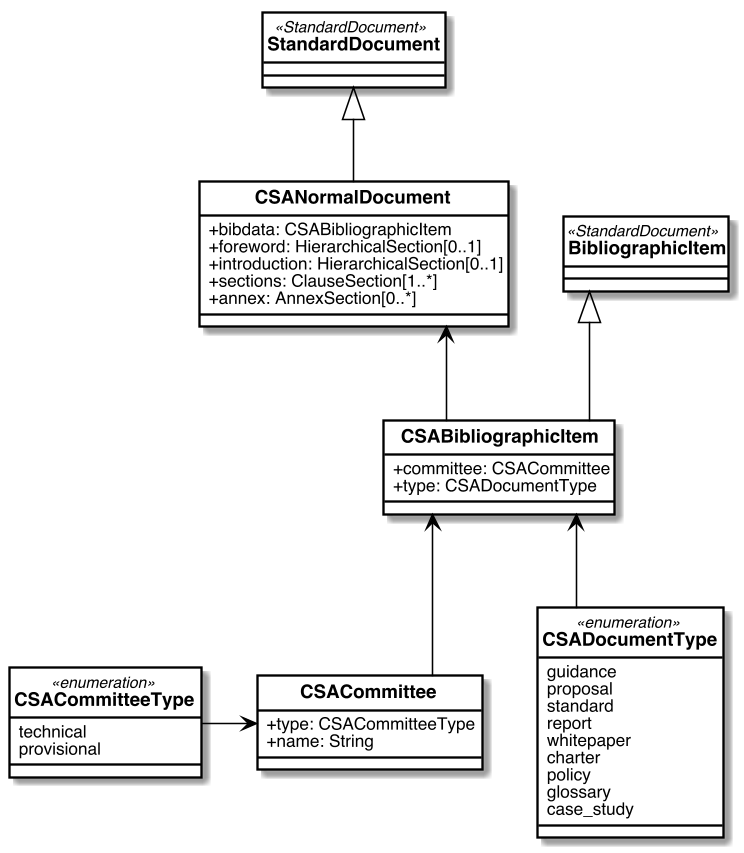 «StandardDocument»
StandardDocument
CSANormalDocument
+bibdata: CSABibliographicItem
+foreword: HierarchicalSection[0..1]
+introduction: HierarchicalSection[0..1]
+sections: ClauseSection[1..*]
+annex: AnnexSection[0..*]
«StandardDocument»
BibliographicItem
CSABibliographicItem
+committee: CSACommittee
+type: CSADocumentType
«enumeration»
CSADocumentType
guidance
proposal
standard
report
whitepaper
charter
policy
glossary
case_study
«enumeration»
CSACommitteeType
technical
provisional
CSACommittee
+type: CSACommitteeType
+name: String